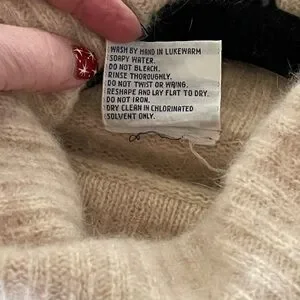 WASH BY HAND IN LUKEWARM
SOAPY WATER.
DO NOT BLEACH.
RINSE THOROUGHLY.
DO NOT TWIST OR WRING.
RESHAPE AND LAY FLAT TO DRY.
DO NOT IRON.
DRY CLEAN IN CHLORINATED
SOLVENT ONLY.